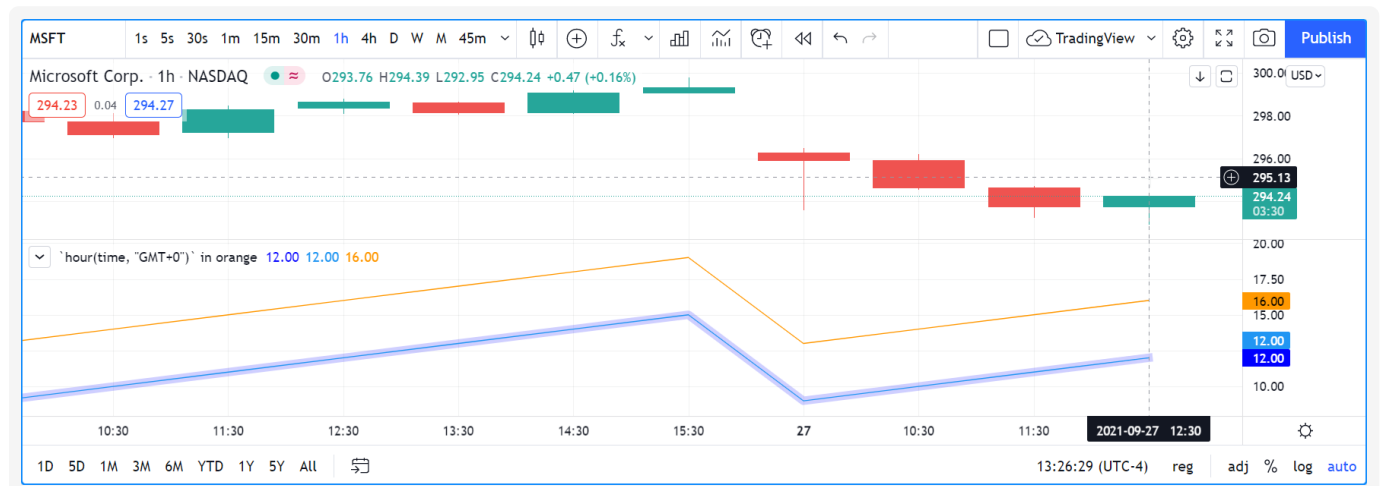 MSFT 1s 5s 30s 1m 15m 30m 1h 4h D W M 45m fx TradingView Publish
Microsoft Corp. · 1h · NASDAQ ≈ O293.76 H294.39 L292.95 C294.24 +0.47 (+0.16%) 300.0 USD
294.23 0.04 294.27
298.00
296.00
295.13
294.24
03:30
20.00
`hour(time, "GMT+0")` in orange 12.00 12.00 16.00
17.50
16.00
15.00
12.00
12.00
10.00
10:30 11:30 12:30 13:30 14:30 15:30 27 10:30 11:30 2021-09-27 12:30
1D 5D 1M 3M 6M YTD 1Y 5Y All 13:26:29 (UTC-4) reg adj % log auto